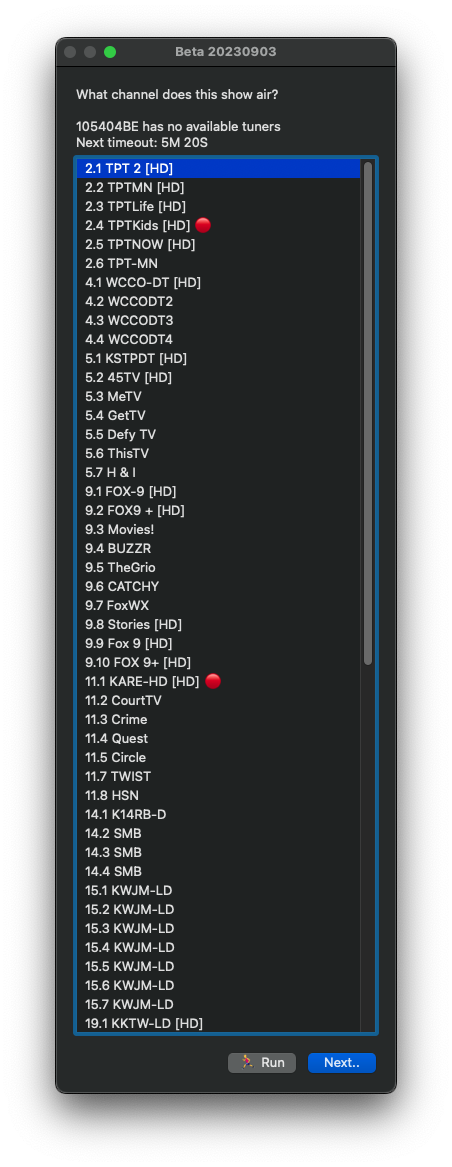 Beta 20230903
What channel does this show air?
105404BE has no available tuners
Next timeout: 5M 20S
2.1 TPT 2 [HD]
2.2 TPTMN [HD]
2.3 TPTLife [HD]
2.4 TPTKids [HD]
2.5 TPTNOW [HD]
2.6 TPT-MN
4.1 WCCO-DT [HD]
4.2 WCCODT2
4.3 WCCODT3
4.4 WCCODT4
5.1 KSTPDT [HD]
5.2 45TV [HD]
5.3 MeTV
5.4 GetTV
5.5 Defy TV
5.6 ThisTV
5.7 H & I
9.1 FOX-9 [HD]
9.2 FOX9 + [HD]
9.3 Movies!
9.4 BUZZR
9.5 TheGrio
9.6 CATCHY
9.7 FoxWX
9.8 Stories [HD]
9.9 Fox 9 [HD]
9.10 FOX 9+ [HD]
11.1 KARE-HD [HD]
11.2 CourtTV
11.3 Crime
11.4 Quest
11.5 Circle
11.7 TWIST
11.8 HSN
14.1 K14RB-D
14.2 SMB
14.3 SMB
14.4 SMB
15.1 KWJM-LD
15.2 KWJM-LD
15.3 KWJM-LD
15.4 KWJM-LD
15.5 KWJM-LD
15.6 KWJM-LD
15.7 KWJM-LD
19.1 KKTW-LD [HD]
Run
Next..